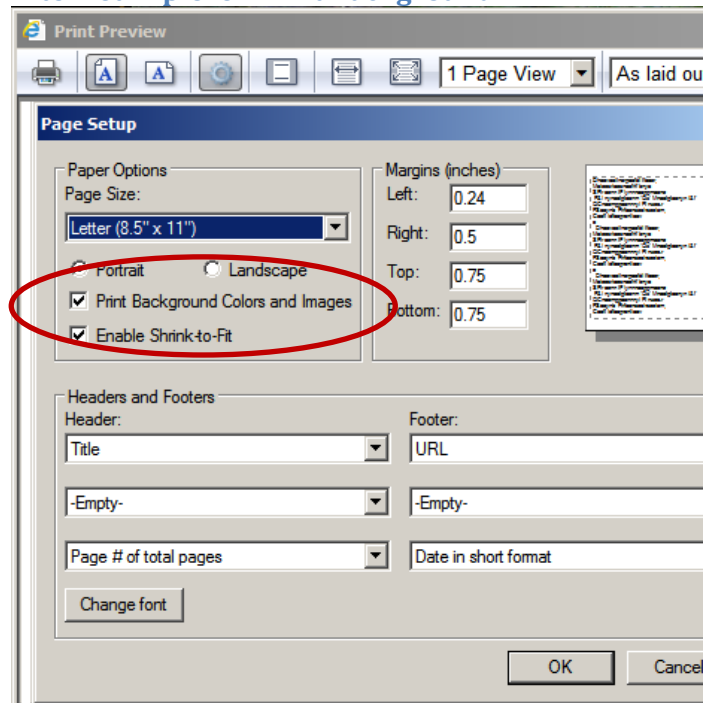 Print Preview
1 Page View
As laid ou
Page Setup
Paper Options
Page Size:
Letter (8.5" x 11")
Portrait
Landscape
Print Background Colors and Images
Enable Shrink-to-Fit
Margins (inches)
Left: 0.24
Right: 0.5
Top: 0.75
Bottom: 0.75
Headers and Footers
Header:
Footer:
Title
URL
-Empty-
-Empty-
Page # of total pages
Date in short format
Change font
OK
Cancel